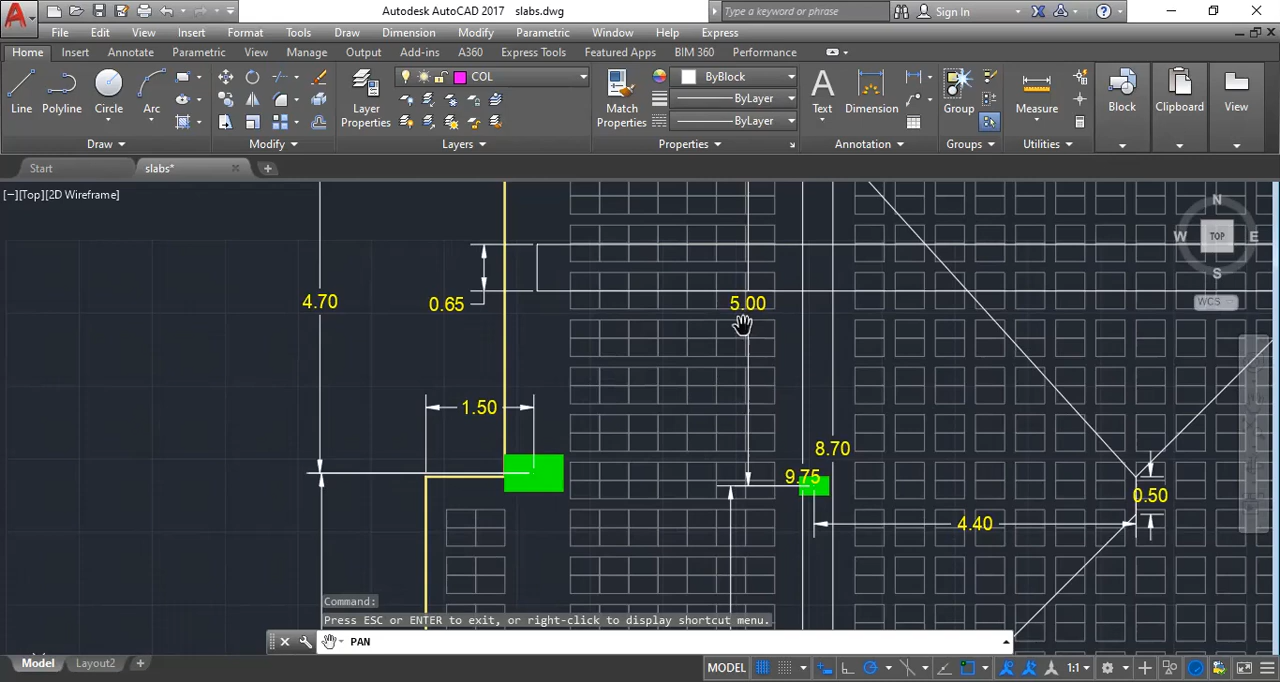 Autodesk AutoCAD 2017 slabs.dwg
Type a keyword or phrase
Sign In
File Edit View Insert Format Tools Draw Dimension Modify Parametric Window Help Express
Home Insert Annotate Parametric View Manage Output Add-ins A360 Express Tools Featured Apps BIM 360 Performance
COL
ByBlock
ByLayer
ByLayer
Line Polyline Circle Arc
Layer Properties
Match Properties
Text Dimension
Group
Measure
Block
Clipboard
View
Draw Modify Layers Properties Annotation Groups Utilities
Start slabs*
[−][Top][2D Wireframe]
N
W TOP E
S
WCS
4.70
0.65
5.00
1.50
8.70
9.75
0.50
4.40
Command:
Press ESC or ENTER to exit, or right-click to display shortcut menu.
PAN
Model Layout2
MODEL
1:1